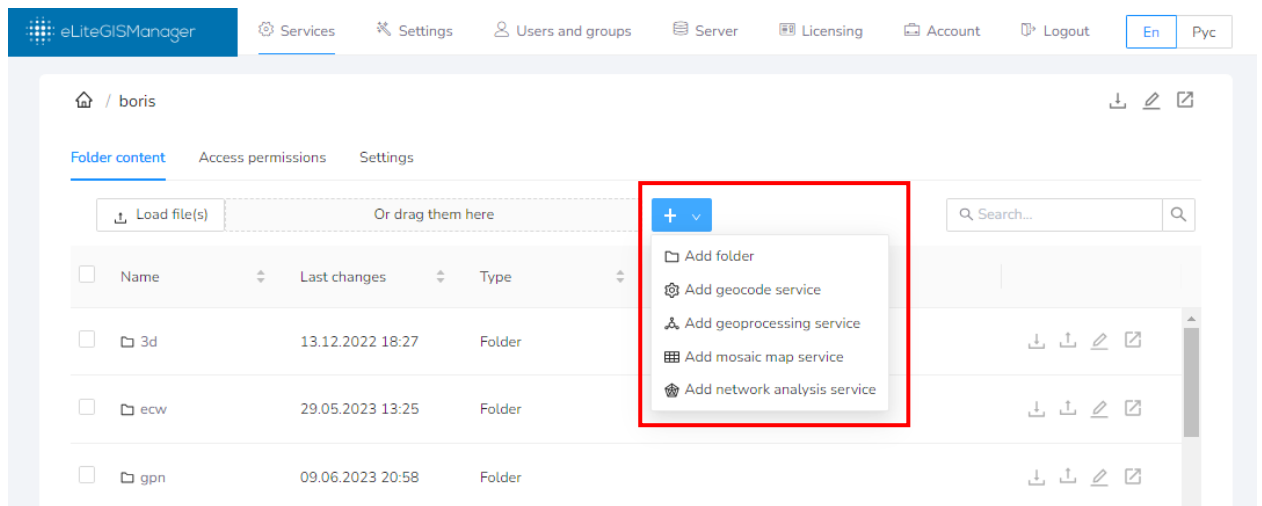 eLiteGISManager Services Settings Users and groups Server Licensing Account Logout En Рус
/ boris
Folder content Access permissions Settings
Load file(s) Or drag them here Search...
Add folder
Name Last changes Type
Add geocode service
Add geoprocessing service
3d 13.12.2022 18:27 Folder
Add mosaic map service
Add network analysis service
ecw 29.05.2023 13:25 Folder
gpn 09.06.2023 20:58 Folder